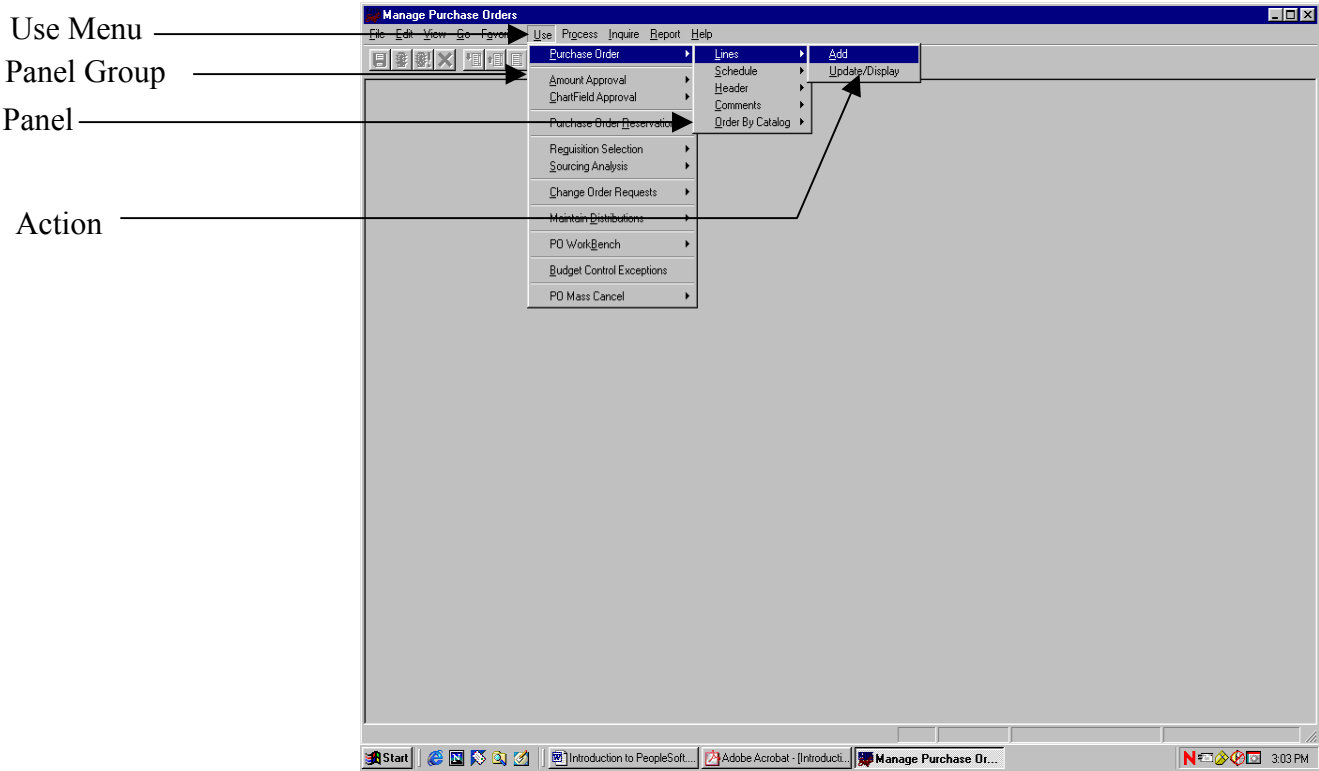 Use Menu
Panel Group
Panel
Action
Manage Purchase Orders
File Edit View Go Favor Use Process Inquire Report Help
Purchase Order
Amount Approval
ChartField Approval
Purchase Order Reservation
Requisition Selection
Sourcing Analysis
Change Order Requests
Maintain Distributions
PO WorkBench
Budget Control Exceptions
PO Mass Cancel
Lines
Schedule
Header
Comments
Order By Catalog
Add
Update/Display
Start Introduction to PeopleSoft.... Adobe Acrobat - [Introducti... Manage Purchase Or... N 3:03 PM